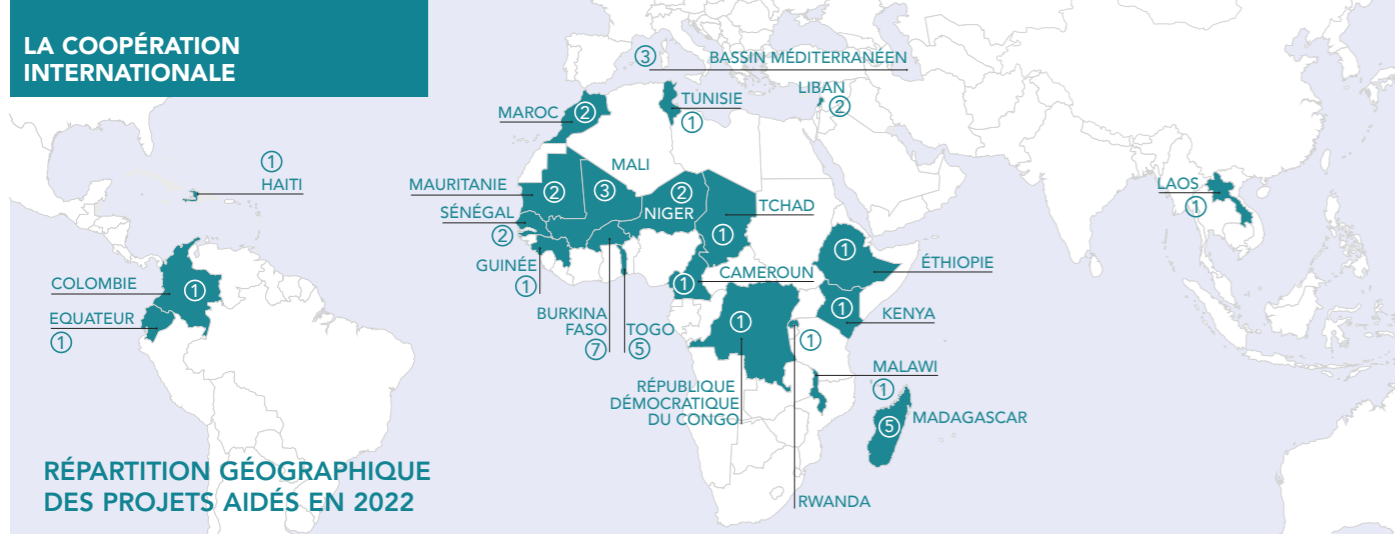 LA COOPÉRATION
INTERNATIONALE
3
BASSIN MÉDITERRANÉEN
LIBAN
2
TUNISIE
1
MAROC
2
1
HAITI
MALI
3
MAURITANIE
2
2
NIGER
TCHAD
1
LAOS
1
SÉNÉGAL
2
GUINÉE
1
CAMEROUN
1
1
ÉTHIOPIE
COLOMBIE
1
EQUATEUR
1
BURKINA
FASO
7
TOGO
5
1
1
KENYA
1
MALAWI
1
RÉPUBLIQUE
DÉMOCRATIQUE
DU CONGO
5
MADAGASCAR
RWANDA
RÉPARTITION GÉOGRAPHIQUE
DES PROJETS AIDÉS EN 2022